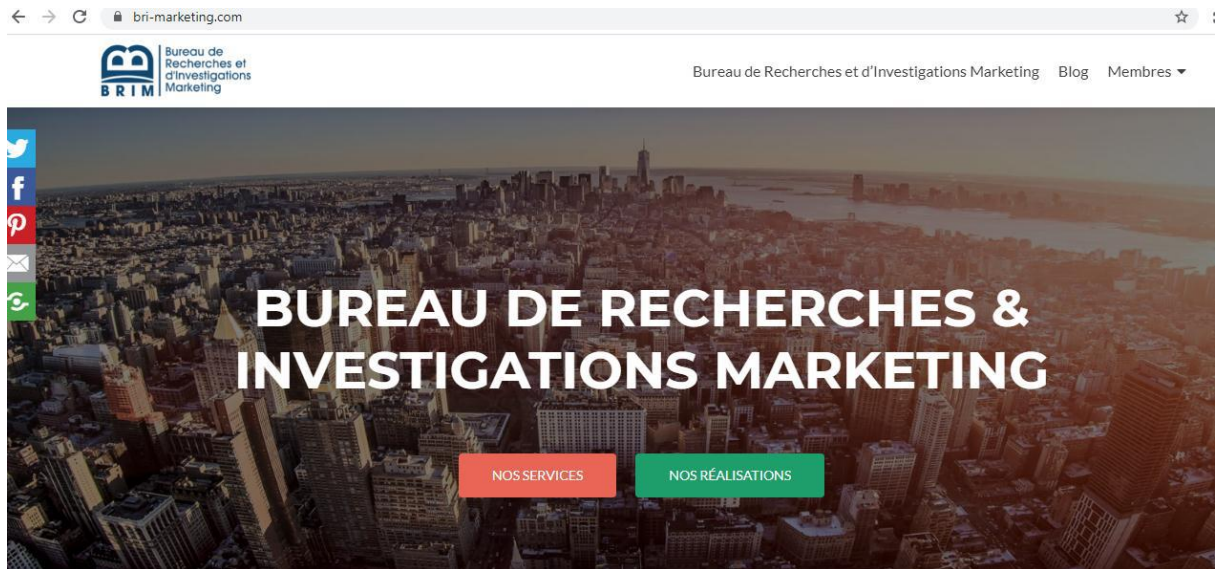 bri-marketing.com
Bureau de
Recherches et
d'Investigations
Marketing
BRIM
Bureau de Recherches et d'Investigations Marketing Blog Membres
BUREAU DE RECHERCHES &
INVESTIGATIONS MARKETING
NOS SERVICES NOS RÉALISATIONS